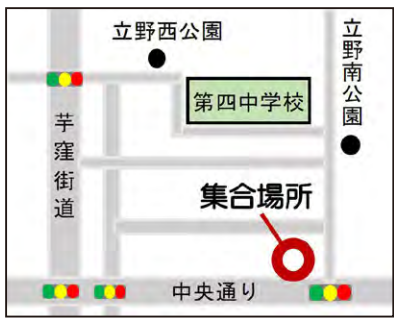 立野西公園
立野南公園
第四中学校
芋窪街道
集合場所
中央通り